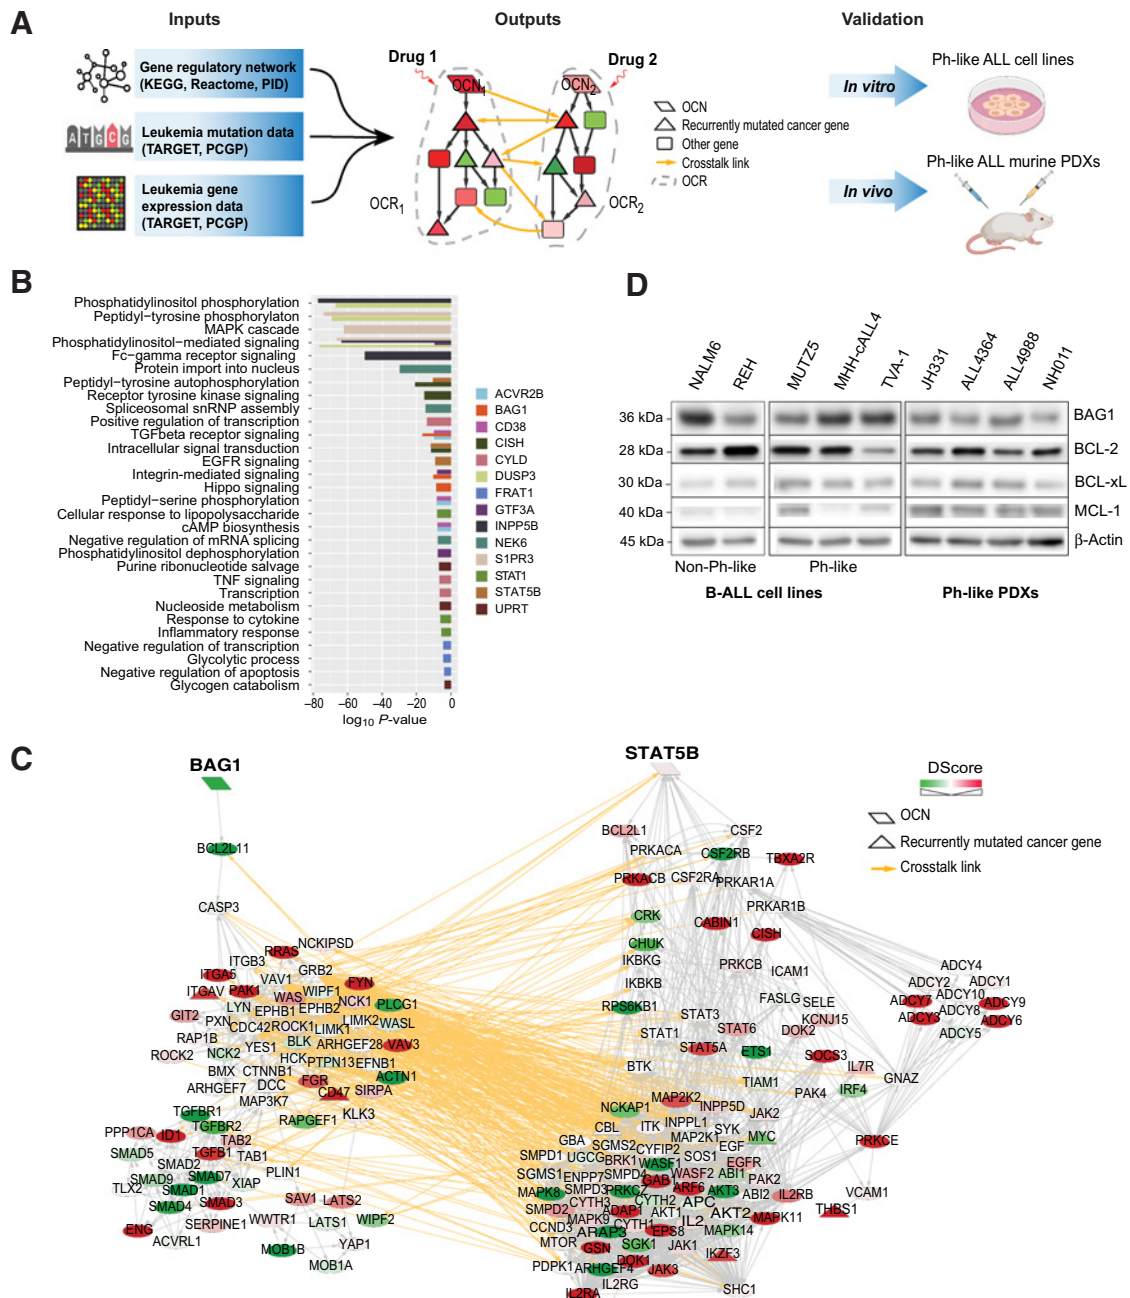 A
Inputs
Outputs
Validation
Gene regulatory network
(KEGG, Reactome, PID)
Leukemia mutation data
(TARGET, PCGP)
Leukemia gene
expression data
(TARGET, PCGP)
A T G C G
Drug 1
Drug 2
OCN1
OCN2
OCR1
OCR2
OCN
Recurrently mutated cancer gene
Other gene
Crosstalk link
OCR
In vitro
In vivo
Ph-like ALL cell lines
Ph-like ALL murine PDXs
B
Phosphatidylinositol phosphorylation
Peptidyl-tyrosine phosphorylaton
MAPK cascade
Phosphatidylinositol-mediated signaling
Fc-gamma receptor signaling
Protein import into nucleus
Peptidyl-tyrosine autophosphorylation
Receptor tyrosine kinase signaling
Spliceosomal snRNP assembly
Positive regulation of transcription
TGFbeta receptor signaling
Intracellular signal transduction
EGFR signaling
Integrin-mediated signaling
Hippo signaling
Peptidyl-serine phosphorylation
Cellular response to lipopolysaccharide
cAMP biosynthesis
Negative regulation of mRNA splicing
Phosphatidylinositol dephosphorylation
Purine ribonucleotide salvage
TNF signaling
Transcription
Nucleoside metabolism
Response to cytokine
Inflammatory response
Negative regulation of transcription
Glycolytic process
Negative regulation of apoptosis
Glycogen catabolism
–80 –60 –40 –20 0
log10 P-value
ACVR2B
BAG1
CD38
CISH
CYLD
DUSP3
FRAT1
GTF3A
INPP5B
NEK6
S1PR3
STAT1
STAT5B
UPRT
D
NALM6
REH
MUTZ5
MHH-cALL4
TVA-1
JH331
ALL4364
ALL4988
NH011
36 kDa
BAG1
28 kDa
BCL-2
30 kDa
BCL-xL
40 kDa
MCL-1
45 kDa
β-Actin
Non-Ph-like
Ph-like
B-ALL cell lines
Ph-like PDXs
C
BAG1
STAT5B
DScore
OCN
Recurrently mutated cancer gene
Crosstalk link
BCL2L11
CASP3
RRAS
NCKIPSD
ITGB3
GRB2
ITGA5
VAV1
FYN
ITGAV
PAK1
WIPF1
WAS
NCK1
PLCG1
LYN
EPHB1
EPHB2
GIT2
PXN
LIMK2
WASL
CDC42
ROCK1
LIMK1
RAP1B
BLK
ARHGEF28
VAV3
YES1
ROCK2
NCK2
HCK
PTPN13
EFNB1
BMX
CTNNB1
FGR
ACTN1
ARHGEF7
DCC
CD47
SIRPA
MAP3K7
TGFBR1
RAPGEF1
KLK3
TGFBR2
PPP1CA
ID1
TAB2
SMAD5
TGFB1
TAB1
SMAD2
PLIN1
SMAD9
SMAD7
XIAP
TLX2
SMAD1
SMAD4
SMAD3
SAV1
LATS2
ENG
SERPINE1
WWTR1
LATS1
WIPF2
ACVRL1
MOB1B
YAP1
MOB1A
BCL2L1
CSF2
PRKACA
CSF2RB
TBXA2R
PRKACB
CSF2RA
PRKAR1A
PRKAR1B
CRK
CABIN1
CISH
CHUK
IKBKG
PRKCB
ICAM1
IKBKB
FASLG
SELE
RPS6KB1
STAT3
KCNJ15
STAT1
STAT6
DOK2
STAT5A
ETS1
SOCS3
BTK
IL7R
TIAM1
GNAZ
PAK4
IRF4
ADCY4
ADCY2
ADCY1
ADCY10
ADCY7
ADCY9
ADCY8
ADCY3
ADCY6
ADCY5
MAP2K2
NCKAP1
INPP5D
JAK2
CBL
ITK
INPPL1
SYK
MYC
GBA
MAP2K1
PRKCE
SGMS2
CYFIP2
EGF
SMPD1
UGCG
BRK1
SOS1
WASF1
EGFR
SGMS1
ENPP7
SMPD4
WASF2
ABI1
PAK2
GAB
MAPK8
SMPD3
PRKCZ
ARF6
AKT3
ABI2
IL2RB
VCAM1
SMPD2
CYTH3
CYTH2
APC
THBS1
ADAP1
AKT1
AKT2
MAPK9
CYTH1
IL2
MAPK11
CCND3
ARAP3
EPS8
MAPK14
MTOR
GSN
SGK1
JAK1
IKZF3
PDPK1
DOK1
ARHGEF4
JAK3
IL2RG
IL2RA
SHC1